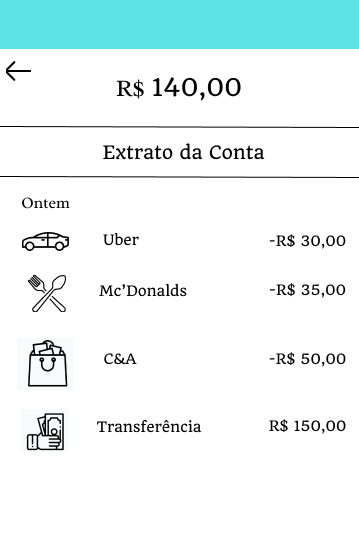 R$ 140,00
Extrato da Conta
Ontem
Uber -R$ 30,00
Mc’Donalds -R$ 35,00
C&A -R$ 50,00
Transferência R$ 150,00